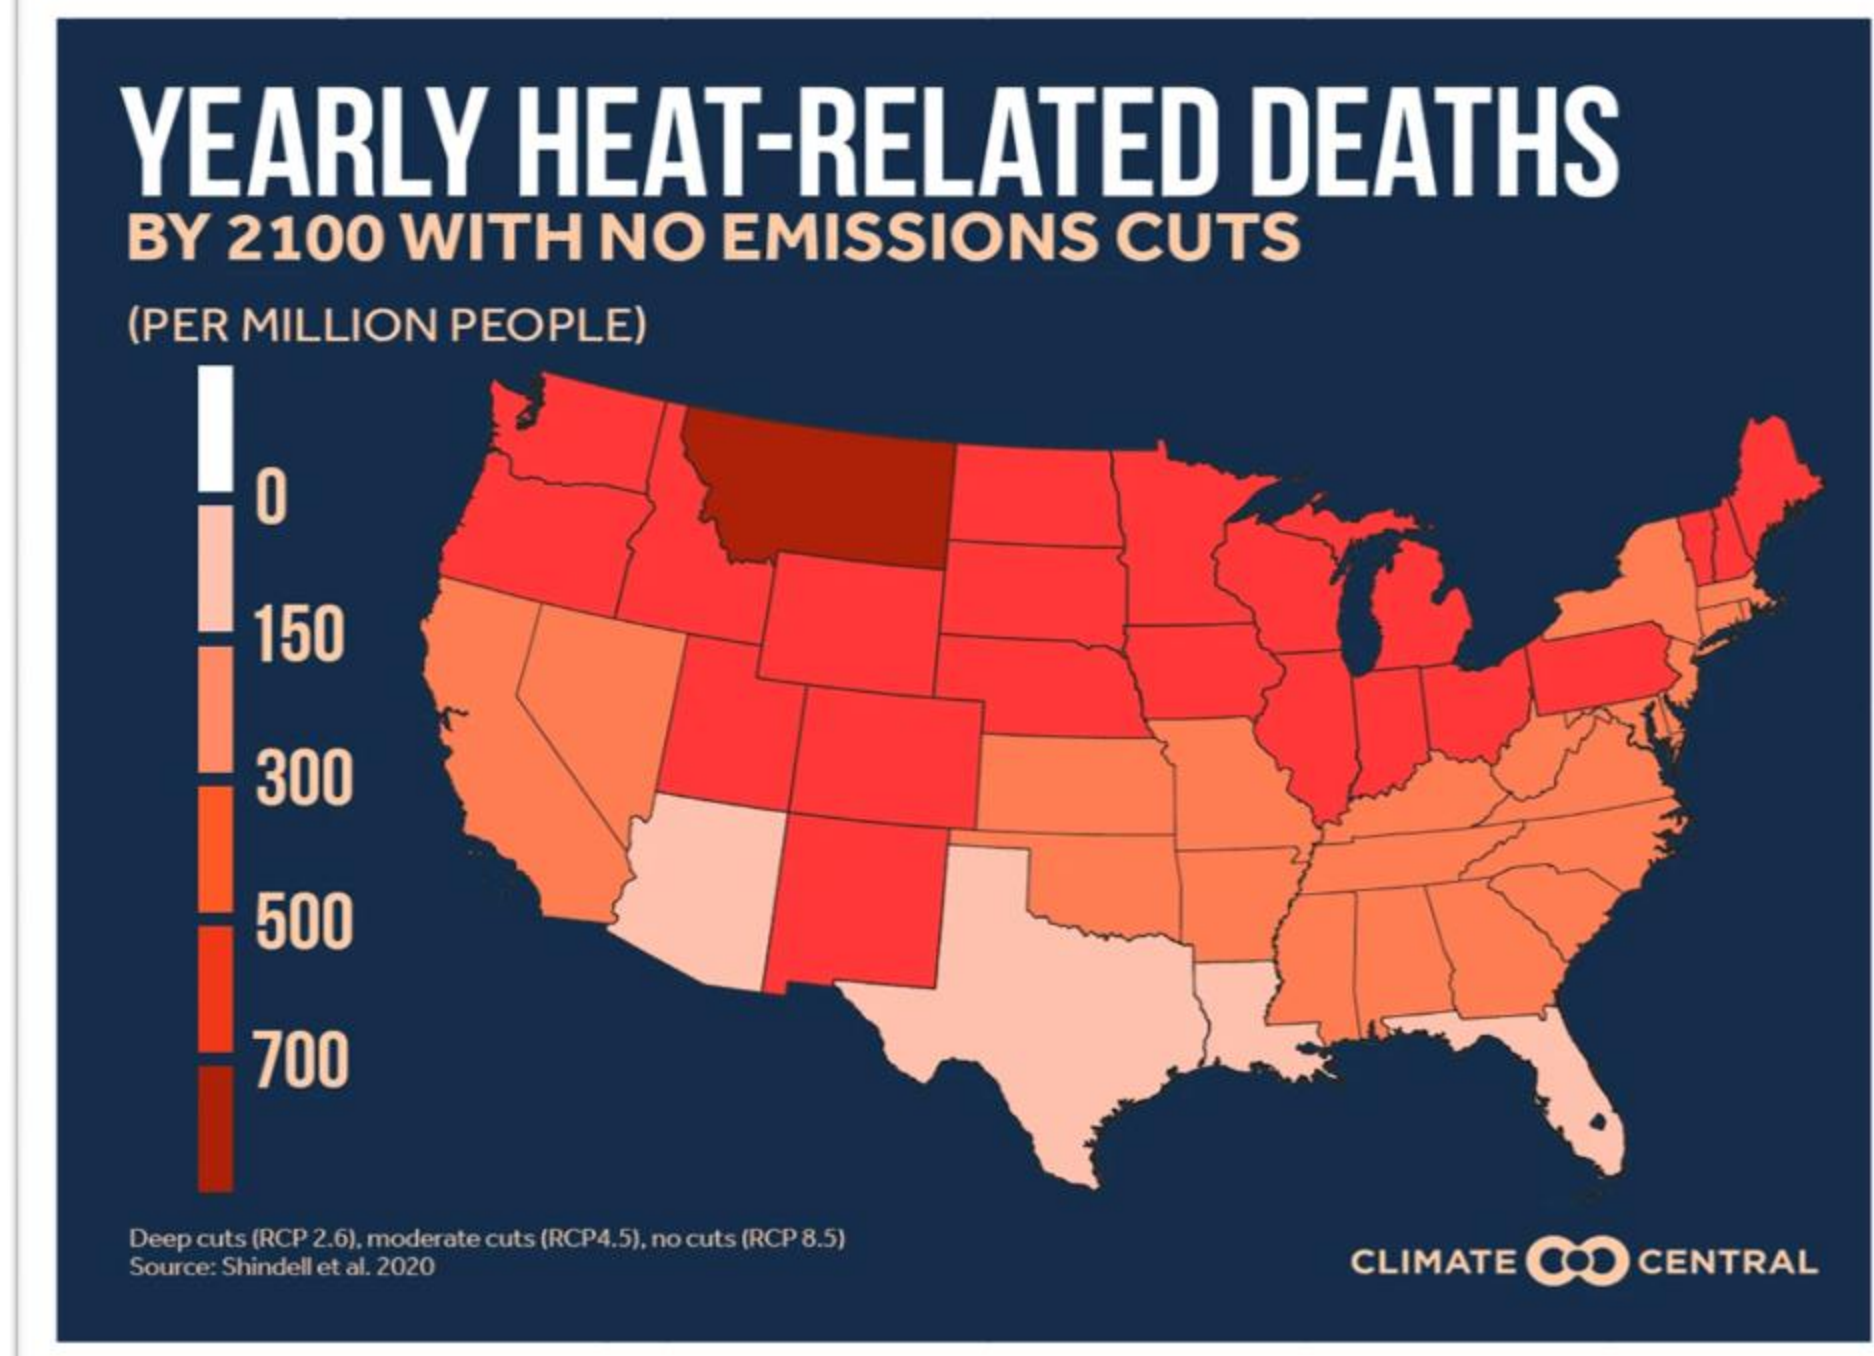 YEARLY HEAT-RELATED DEATHS
BY 2100 WITH NO EMISSIONS CUTS
(PER MILLION PEOPLE)
0
150
300
500
700
Deep cuts (RCP 2.6), moderate cuts (RCP4.5), no cuts (RCP 8.5)
Source: Shindell et al. 2020
CLIMATE CENTRAL